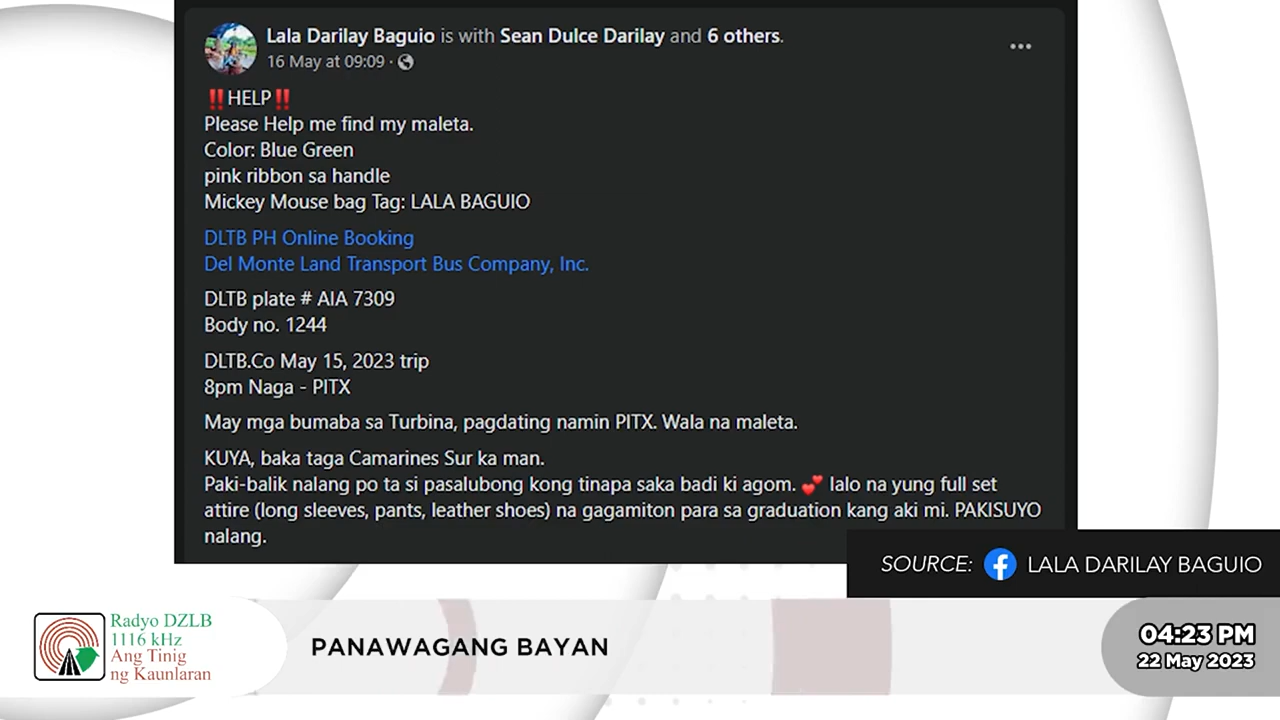 Lala Darilay Baguio is with Sean Dulce Darilay and 6 others.
16 May at 09:09 ·
‼️HELP‼️
Please Help me find my maleta.
Color: Blue Green
pink ribbon sa handle
Mickey Mouse bag Tag: LALA BAGUIO
DLTB PH Online Booking
Del Monte Land Transport Bus Company, Inc.
DLTB plate # AIA 7309
Body no. 1244
DLTB.Co May 15, 2023 trip
8pm Naga - PITX
May mga bumaba sa Turbina, pagdating namin PITX. Wala na maleta.
KUYA, baka taga Camarines Sur ka man.
Paki-balik nalang po ta si pasalubong kong tinapa saka badi ki agom. 💕 lalo na yung full set
attire (long sleeves, pants, leather shoes) na gagamiton para sa graduation kang aki mi. PAKISUYO
nalang.
SOURCE: LALA DARILAY BAGUIO
Radyo DZLB
1116 kHz
Ang Tinig
ng Kaunlaran
PANAWAGANG BAYAN
04:23 PM
22 May 2023